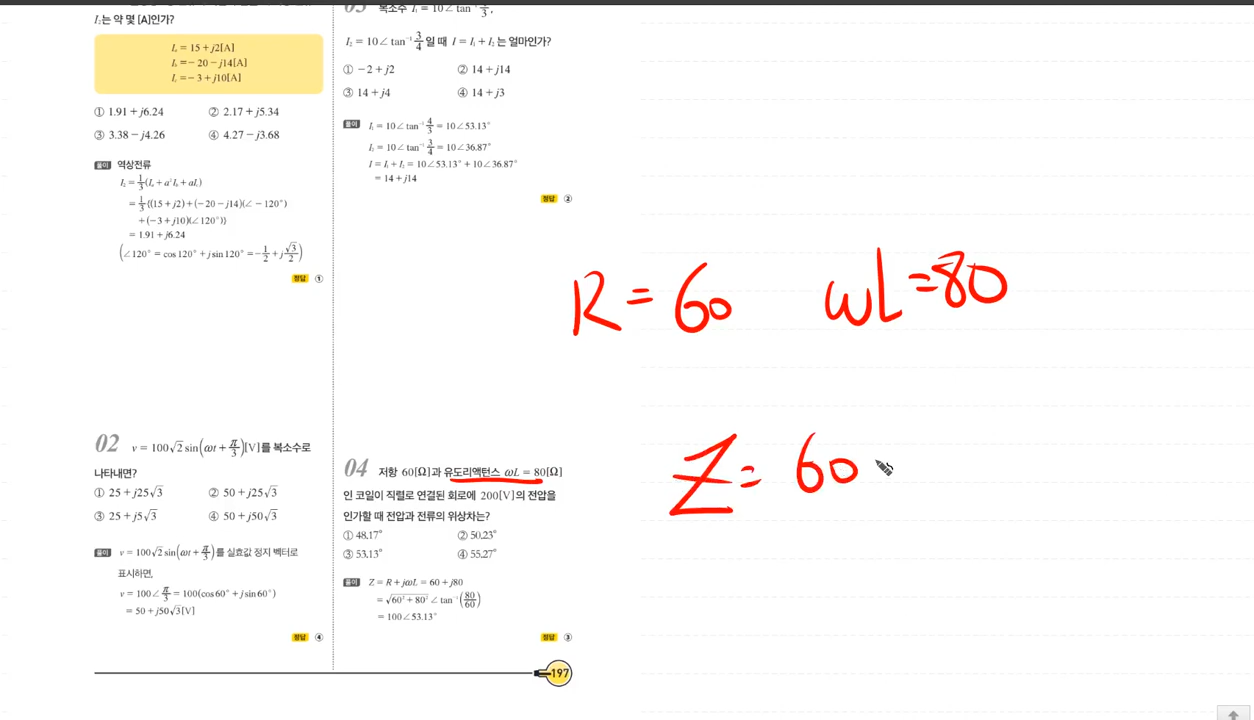 I₂는 약 몇 [A]인가?
Iₐ = 15 + j2[A]
I_b = − 20 − j14[A]
I_c = − 3 + j10[A]
① 1.91 + j6.24 ② 2.17 + j5.34
③ 3.38 − j4.26 ④ 4.27 − j3.68
풀이 역상전류
I₂ = 1/3(Iₐ + a²I_b + aI_c)
= 1/3{(15 + j2) + (−20 − j14)(∠ − 120°)
+ (−3 + j10)(∠120°)}
= 1.91 + j6.24
(∠120° = cos120° + jsin120° = −1/2 + j√3/2)
정답 ①
02 v = 100√2 sin(ωt + π/3)[V]를 복소수로
나타내면?
① 25 + j25√3 ② 50 + j25√3
③ 25 + j5√3 ④ 50 + j50√3
풀이 v = 100√2 sin(ωt + π/3)를 실효값 정지 벡터로
표시하면,
v = 100∠π/3 = 100(cos60° + jsin60°)
= 50 + j50√3[V]
정답 ④
03 복소수 I₁ = 10∠tan⁻¹4/3,
I₂ = 10∠tan⁻¹3/4일 때 I = I₁ + I₂는 얼마인가?
① −2 + j2 ② 14 + j14
③ 14 + j4 ④ 14 + j3
풀이 I₁ = 10∠tan⁻¹4/3 = 10∠53.13°
I₂ = 10∠tan⁻¹3/4 = 10∠36.87°
I = I₁ + I₂ = 10∠53.13° + 10∠36.87°
= 14 + j14
정답 ②
04 저항 60[Ω]과 유도리액턴스 ωL = 80[Ω]
인 코일이 직렬로 연결된 회로에 200[V]의 전압을
인가할 때 전압과 전류의 위상차는?
① 48.17° ② 50.23°
③ 53.13° ④ 55.27°
풀이 Z = R + jωL = 60 + j80
= √(60² + 80²) ∠tan⁻¹(80/60)
= 100∠53.13°
정답 ③
197
R = 60 ωL = 80
Z = 60